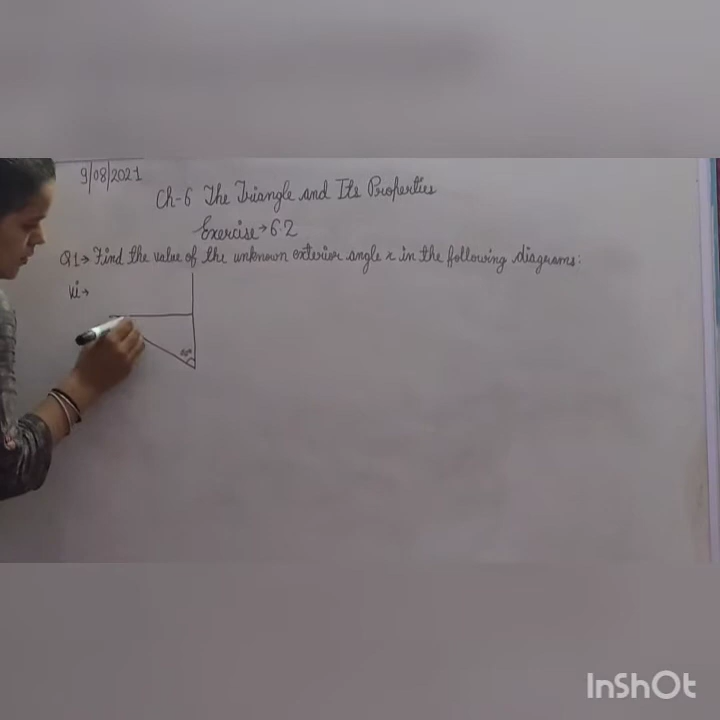 9/08/2021
Ch-6 The Triangle and Its Properties
Exercise→6.2
Q1→ Find the value of the unknown exterior angle x in the following diagrams:
vi→
InShOt